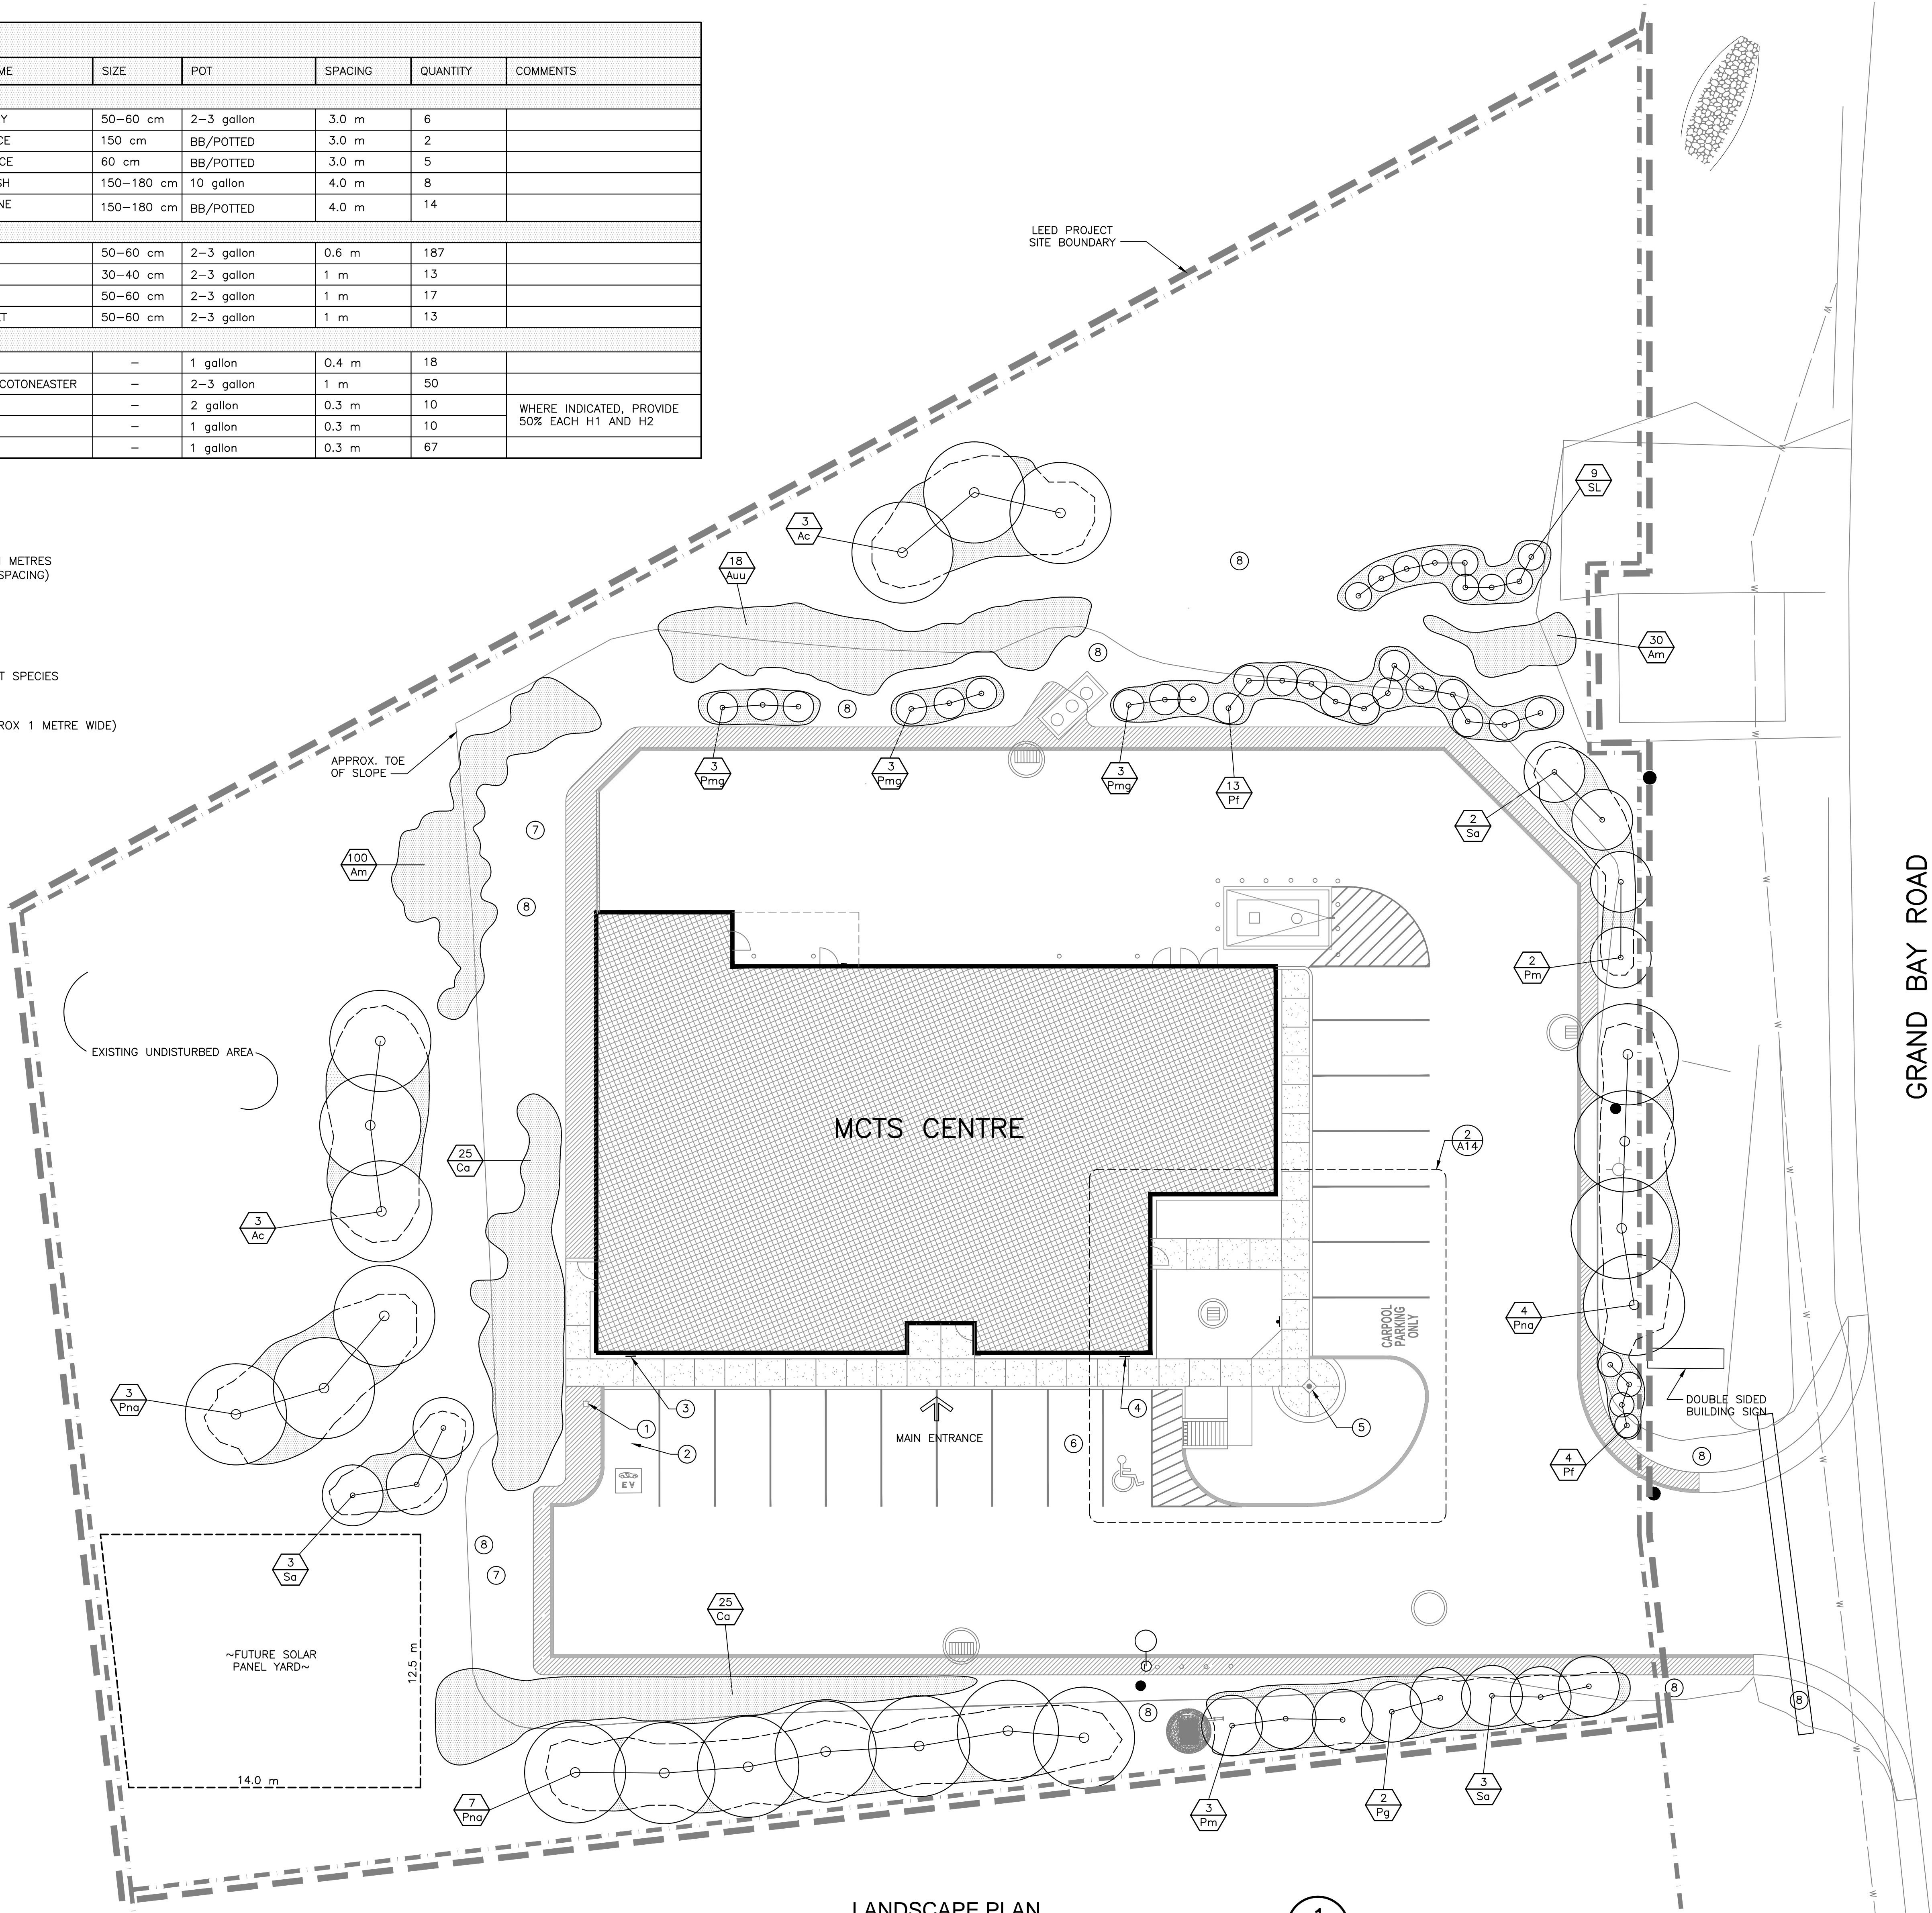 ME SIZE POT SPACING QUANTITY COMMENTS
Y 50-60 cm 2-3 gallon 3.0 m 6
CE 150 cm BB/POTTED 3.0 m 2
CE 60 cm BB/POTTED 3.0 m 5
SH 150-180 cm 10 gallon 4.0 m 8
NE 150-180 cm BB/POTTED 4.0 m 14
50-60 cm 2-3 gallon 0.6 m 187
30-40 cm 2-3 gallon 1 m 13
50-60 cm 2-3 gallon 1 m 17
ET 50-60 cm 2-3 gallon 1 m 13
- 1 gallon 0.4 m 18
COTONEASTER - 2-3 gallon 1 m 50
- 2 gallon 0.3 m 10
WHERE INDICATED, PROVIDE
50% EACH H1 AND H2
- 1 gallon 0.3 m 10
- 1 gallon 0.3 m 67
METRES
SPACING)
T SPECIES
ROX 1 METRE WIDE)
LEED PROJECT
SITE BOUNDARY
9
SL
3
Ac
8
18
Auu
30
Am
8
8
W
W
W
W
APPROX. TOE
OF SLOPE
3
Pmg
3
Pmg
3
Pmg
13
Pf
2
Sa
7
100
Am
8
GRAND BAY ROAD
W
2
Pm
W
EXISTING UNDISTURBED AREA
MCTS CENTRE
2
A14
25
Ca
W
3
Ac
4
Pna
CARPOOL
PARKING
ONLY
W
3
Pna
DOUBLE SIDED
BUILDING SIGN
3
4
1
5
MAIN ENTRANCE
6
2
8
4
Pf
EV
W
3
Sa
8
7
25
Ca
W
~FUTURE SOLAR
PANEL YARD~
12.5 m
14.0 m
8
8
8
7
Pna
3
Pm
2
Pg
3
Sa
W
W
LANDSCAPE PLAN
1